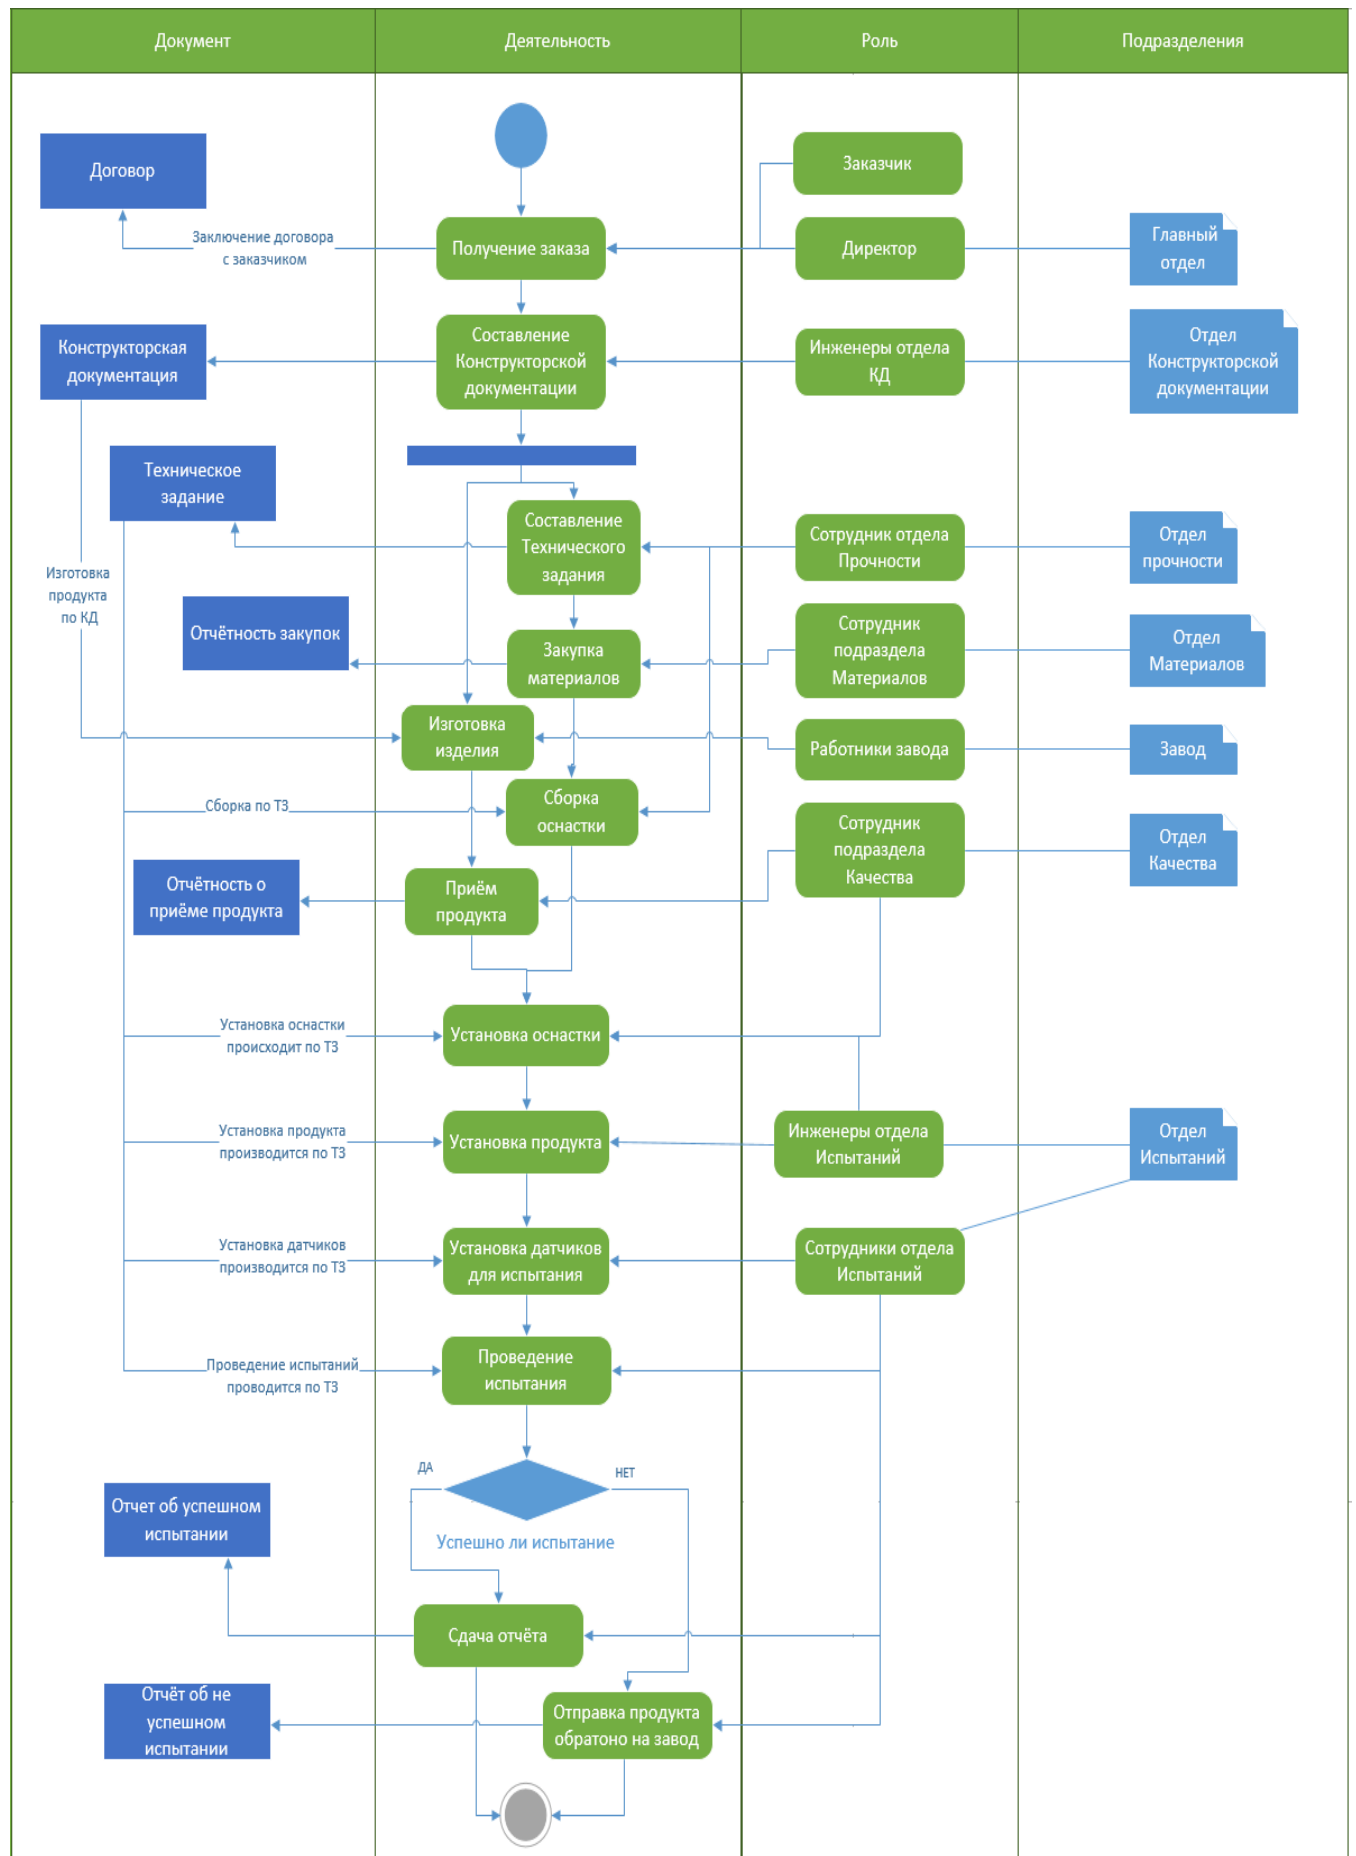 Документ
Деятельность
Роль
Подразделения
Договор
Заказчик
Заключение договора
с заказчиком
Получение заказа
Директор
Главный
отдел
Конструкторская
документация
Составление
Конструкторской
документации
Инженеры отдела
КД
Отдел
Конструкторской
документации
Техническое
задание
Составление
Технического
задания
Сотрудник отдела
Прочности
Отдел
прочности
Изготовка
продукта
по КД
Отчётность закупок
Закупка
материалов
Сотрудник
подраздела
Материалов
Отдел
Материалов
Изготовка
изделия
Работники завода
Завод
Сборка по ТЗ
Сборка
оснастки
Сотрудник
подраздела
Качества
Отдел
Качества
Отчётность о
приёме продукта
Приём
продукта
Установка оснастки
происходит по ТЗ
Установка оснастки
Установка продукта
производится по ТЗ
Установка продукта
Инженеры отдела
Испытаний
Отдел
Испытаний
Установка датчиков
производится по ТЗ
Установка датчиков
для испытания
Сотрудники отдела
Испытаний
Проведение испытаний
проводится по ТЗ
Проведение
испытания
ДА
НЕТ
Успешно ли испытание
Отчет об успешном
испытании
Сдача отчёта
Отчёт об не
успешном
испытании
Отправка продукта
обратоно на завод